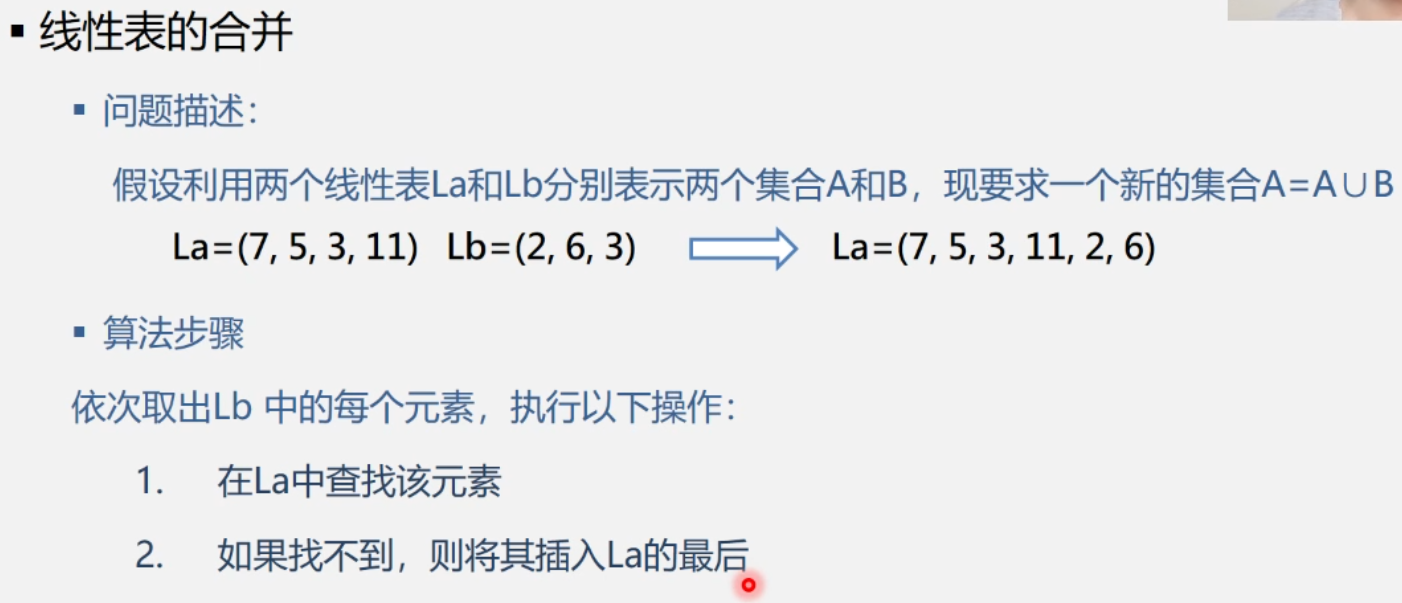 ▪ 线性表的合并
▪ 问题描述：
假设利用两个线性表La和Lb分别表示两个集合A和B，现要求一个新的集合A=A∪B
La=(7, 5, 3, 11) Lb=(2, 6, 3) La=(7, 5, 3, 11, 2, 6)
▪ 算法步骤
依次取出Lb 中的每个元素，执行以下操作：
1. 在La中查找该元素
2. 如果找不到，则将其插入La的最后